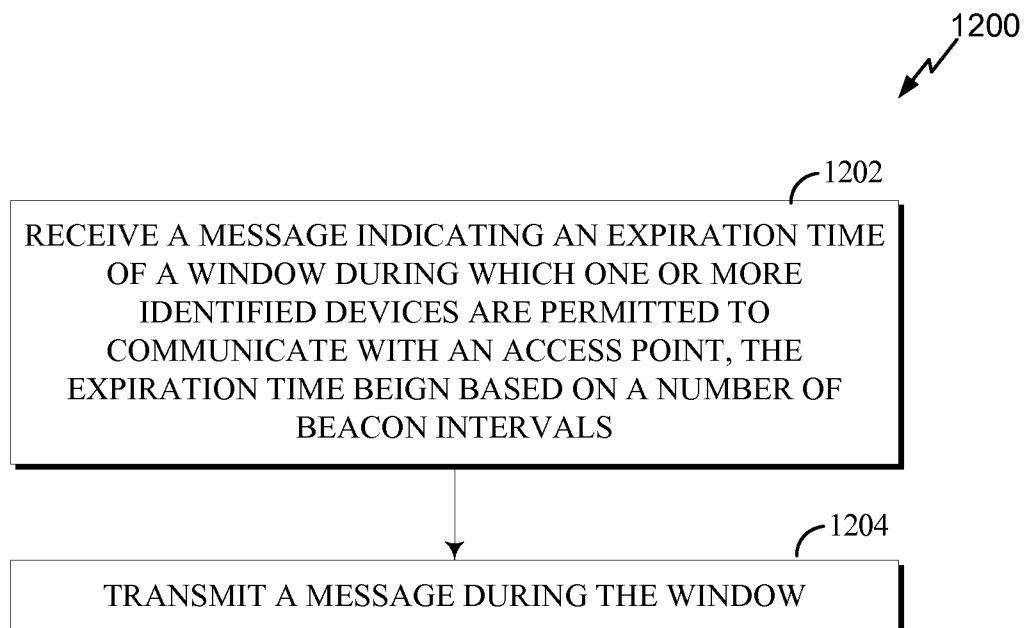 1200
1202
RECEIVE A MESSAGE INDICATING AN EXPIRATION TIME
OF A WINDOW DURING WHICH ONE OR MORE
IDENTIFIED DEVICES ARE PERMITTED TO
COMMUNICATE WITH AN ACCESS POINT, THE
EXPIRATION TIME BEIGN BASED ON A NUMBER OF
BEACON INTERVALS
1204
TRANSMIT A MESSAGE DURING THE WINDOW